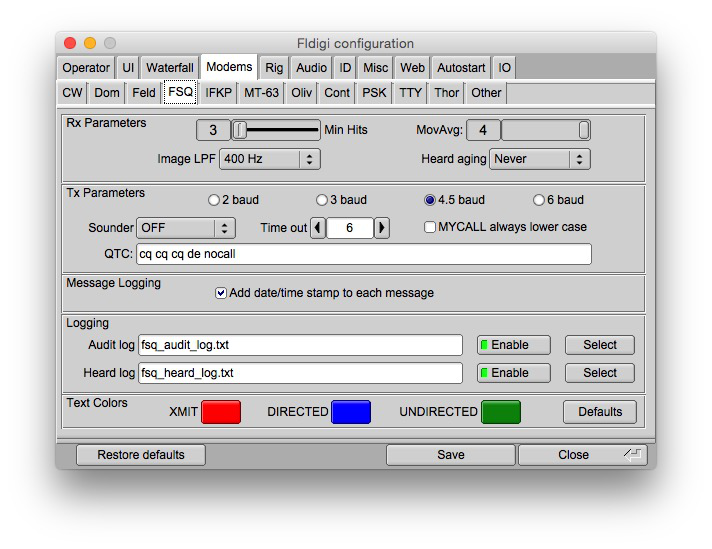 Fldigi configuration
Operator UI Waterfall Modems Rig Audio ID Misc Web Autostart IO
CW Dom Feld FSQ IFKP MT-63 Oliv Cont PSK TTY Thor Other
Rx Parameters 3 Min Hits MovAvg: 4
Image LPF 400 Hz Heard aging Never
Tx Parameters 2 baud 3 baud 4.5 baud 6 baud
Sounder OFF Time out 6 MYCALL always lower case
QTC: cq cq cq de nocall
Message Logging
Add date/time stamp to each message
Logging
Audit log fsq_audit_log.txt Enable Select
Heard log fsq_heard_log.txt Enable Select
Text Colors XMIT DIRECTED UNDIRECTED Defaults
Restore defaults Save Close